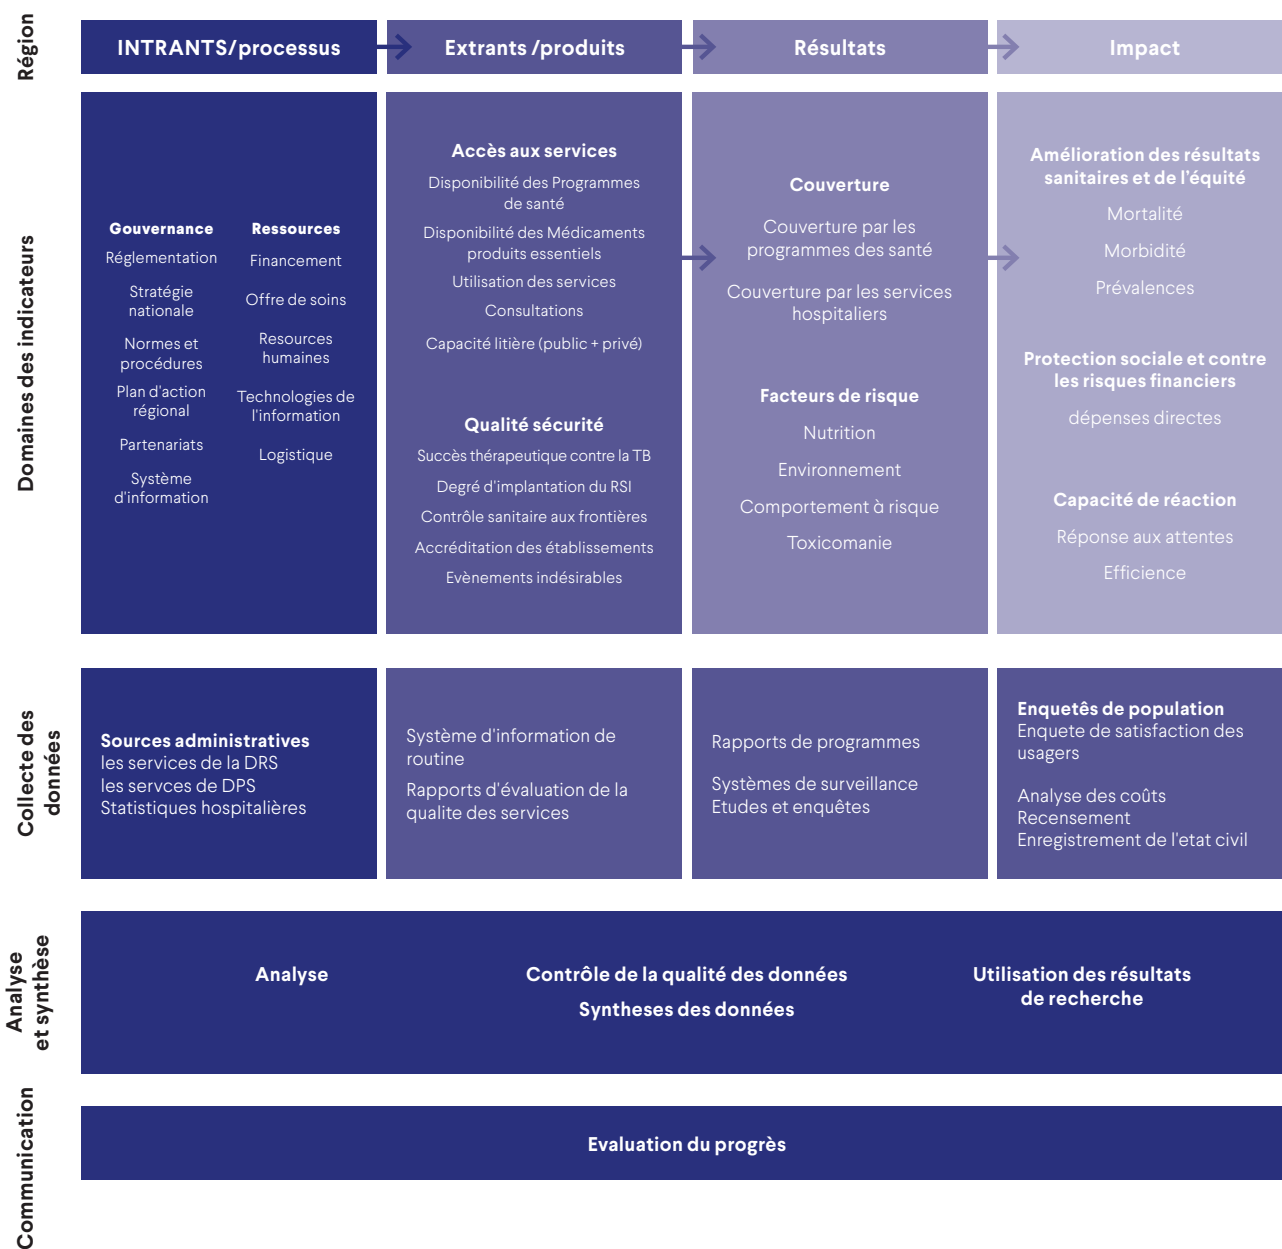 Région
INTRANTS/processus
Extrants /produits
Résultats
Impact
Domaines des indicateurs
Gouvernance
Réglementation
Stratégie
nationale
Normes et
procédures
Plan d'action
régional
Partenariats
Système
d'information
Ressources
Financement
Offre de soins
Resources
humaines
Technologies de
l'information
Logistique
Accès aux services
Disponibilité des Programmes
de santé
Disponibilité des Médicaments
produits essentiels
Utilisation des services
Consultations
Capacité litière (public + privé)
Qualité sécurité
Succès thérapeutique contre la TB
Degré d'implantation du RSI
Contrôle sanitaire aux frontières
Accréditation des établissements
Evènements indésirables
Couverture
Couverture par les
programmes des santé
Couverture par les services
hospitaliers
Facteurs de risque
Nutrition
Environnement
Comportement à risque
Toxicomanie
Amélioration des résultats
sanitaires et de l'équité
Mortalité
Morbidité
Prévalences
Protection sociale et contre
les risques financiers
dépenses directes
Capacité de réaction
Réponse aux attentes
Efficience
Collecte des
données
Sources administratives
les services de la DRS
les servces de DPS
Statistiques hospitalières
Système d'information de
routine
Rapports d'évaluation de la
qualite des services
Rapports de programmes
Systèmes de surveillance
Etudes et enquêtes
Enquetês de population
Enquete de satisfaction des
usagers
Analyse des coûts
Recensement
Enregistrement de l'etat civil
Analyse
et synthèse
Analyse
Contrôle de la qualité des données
Syntheses des données
Utilisation des résultats
de recherche
Communication
Evaluation du progrès